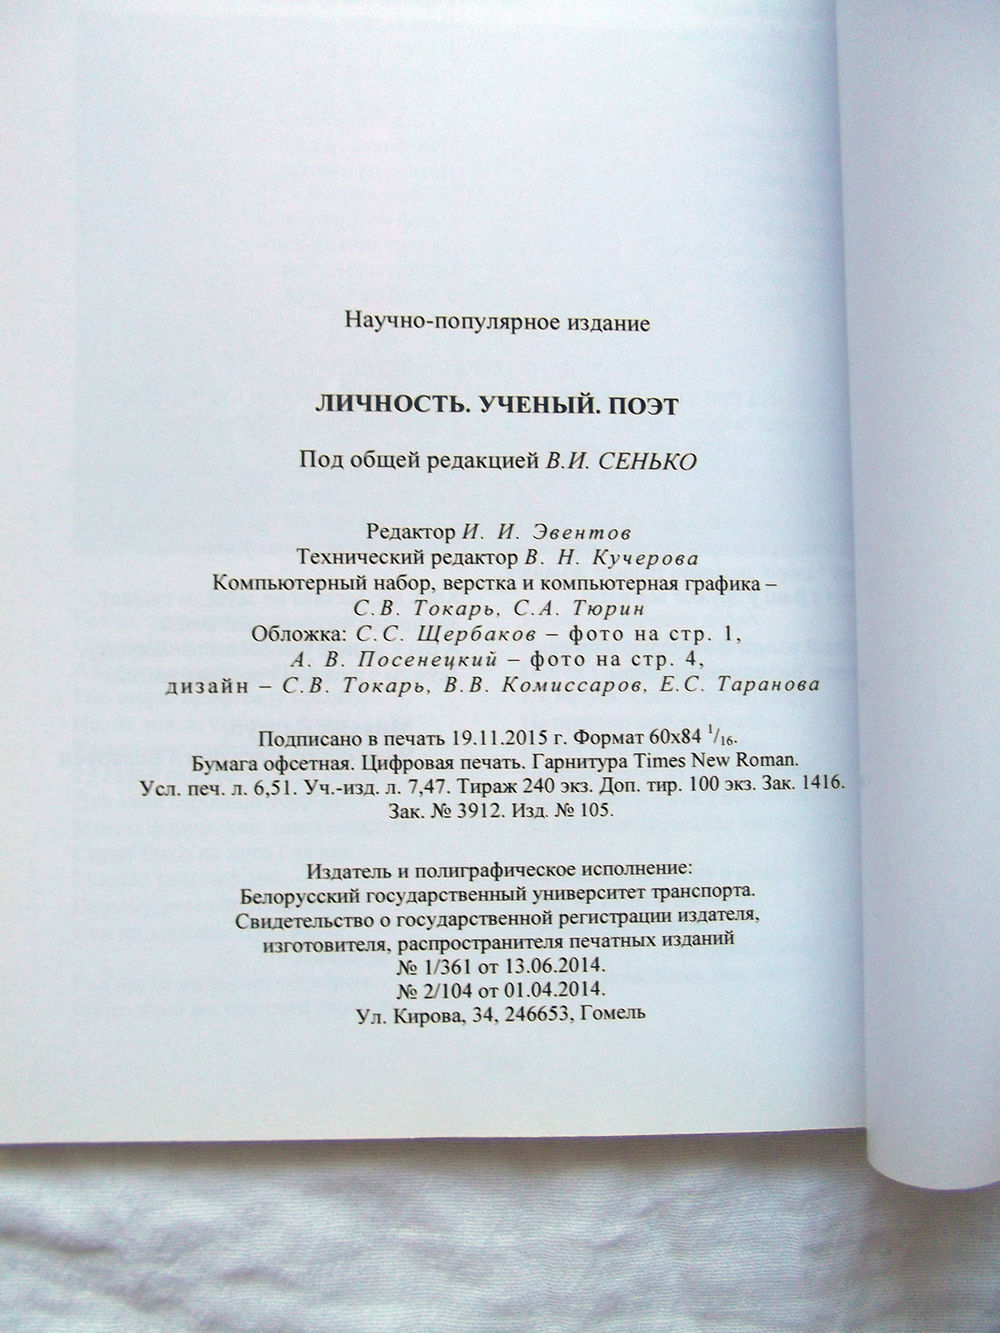 Научно-популярное издание
ЛИЧНОСТЬ. УЧЕНЫЙ. ПОЭТ
Под общей редакцией В.И. СЕНЬКО
Редактор И. И. Эвентов
Технический редактор В. Н. Кучерова
Компьютерный набор, верстка и компьютерная графика –
С.В. Токарь, С.А. Тюрин
Обложка: С.С. Щербаков – фото на стр. 1,
А. В. Посенецкий – фото на стр. 4,
дизайн – С.В. Токарь, В.В. Комиссаров, Е.С. Таранова
Подписано в печать 19.11.2015 г. Формат 60х84 1/16.
Бумага офсетная. Цифровая печать. Гарнитура Times New Roman.
Усл. печ. л. 6,51. Уч.-изд. л. 7,47. Тираж 240 экз. Доп. тир. 100 экз. Зак. 1416.
Зак. № 3912. Изд. № 105.
Издатель и полиграфическое исполнение:
Белорусский государственный университет транспорта.
Свидетельство о государственной регистрации издателя,
изготовителя, распространителя печатных изданий
№ 1/361 от 13.06.2014.
№ 2/104 от 01.04.2014.
Ул. Кирова, 34, 246653, Гомель